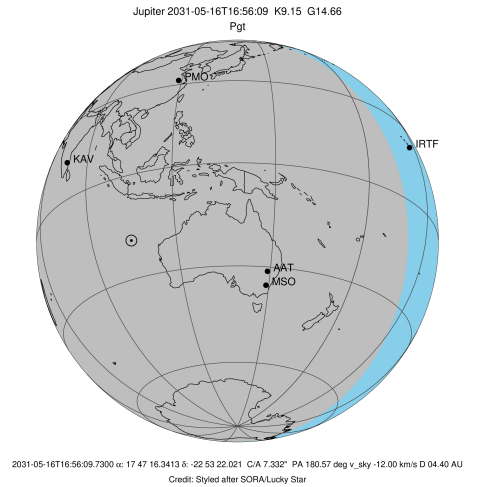 Jupiter 2031-05-16T16:56:09  K9.15  G14.66
Pgt
PMO
IRTF
KAV
AAT
MSO
2031-05-16T16:56:09.7300 α: 17 47 16.3413 δ: -22 53 22.021  C/A 7.332"  PA 180.57 deg v_sky -12.00 km/s D 04.40 AU
Credit: Styled after SORA/Lucky Star